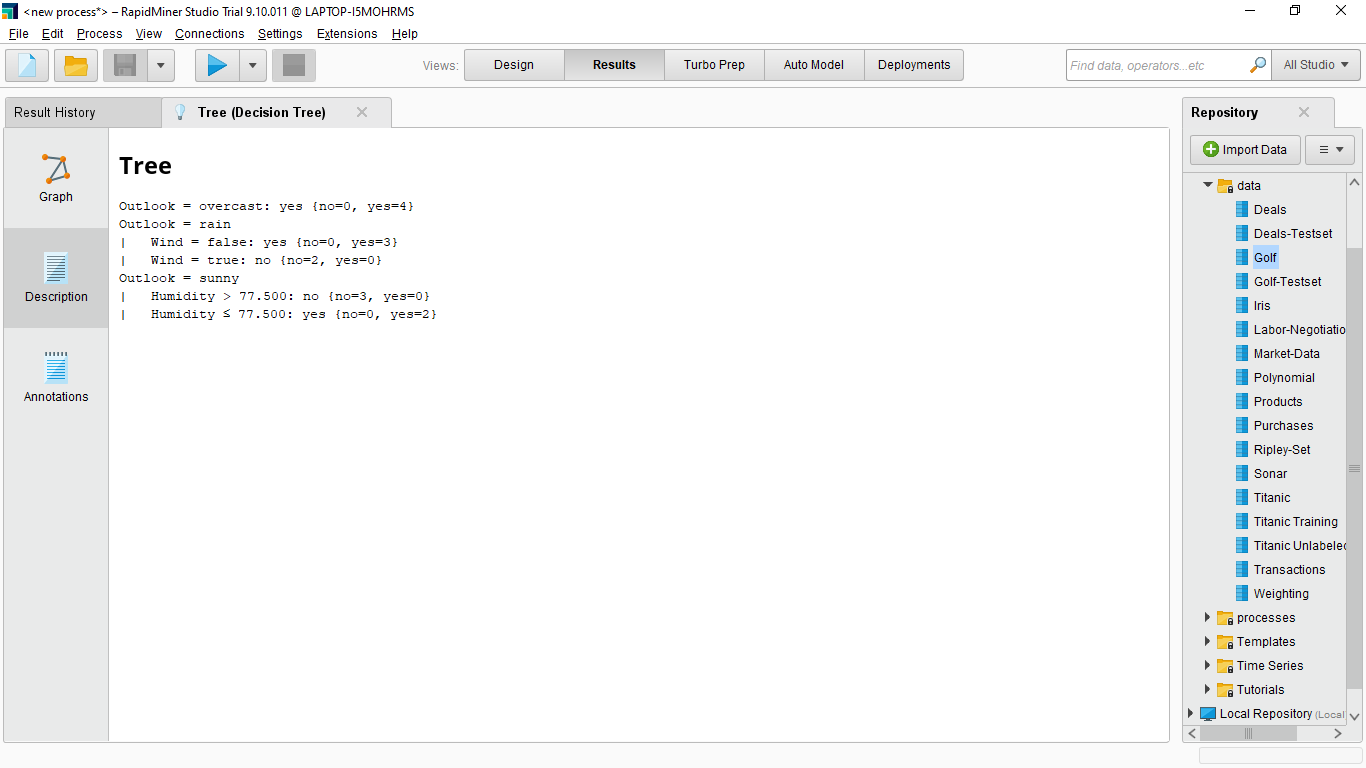 <new process*> – RapidMiner Studio Trial 9.10.011 @ LAPTOP-I5MOHRMS
File Edit Process View Connections Settings Extensions Help
Views: Design Results Turbo Prep Auto Model Deployments Find data, operators...etc All Studio
Result History Tree (Decision Tree)
Graph
Description
Annotations
Tree
Outlook = overcast: yes {no=0, yes=4}
Outlook = rain
| Wind = false: yes {no=0, yes=3}
| Wind = true: no {no=2, yes=0}
Outlook = sunny
| Humidity > 77.500: no {no=3, yes=0}
| Humidity ≤ 77.500: yes {no=0, yes=2}
Repository
Import Data
data
Deals
Deals-Testset
Golf
Golf-Testset
Iris
Labor-Negotiatio
Market-Data
Polynomial
Products
Purchases
Ripley-Set
Sonar
Titanic
Titanic Training
Titanic Unlabeled
Transactions
Weighting
processes
Templates
Time Series
Tutorials
Local Repository (Local